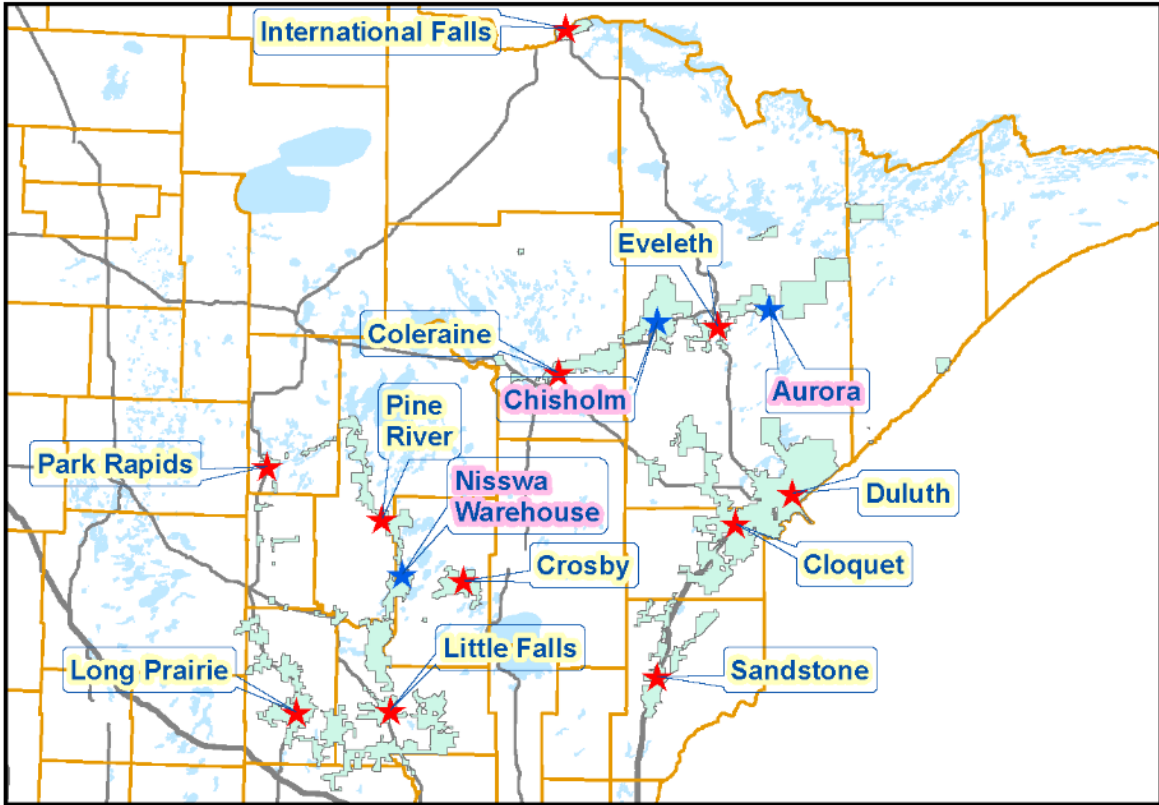 International Falls
Eveleth
Coleraine
Chisholm
Aurora
Pine
River
Park Rapids
Nisswa
Warehouse
Duluth
Crosby
Cloquet
Little Falls
Long Prairie
Sandstone